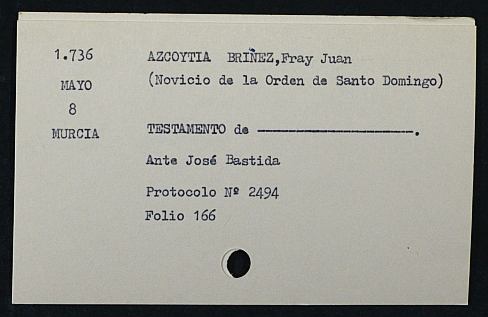 1.736
MAYO
8
MURCIA
AZCOYTIA BRIÑEZ,Fray Juan
(Novicio de la Orden de Santo Domingo)
TESTAMENTO de ----------------------.
Ante José Bastida
Protocolo Nº 2494
Folio 166